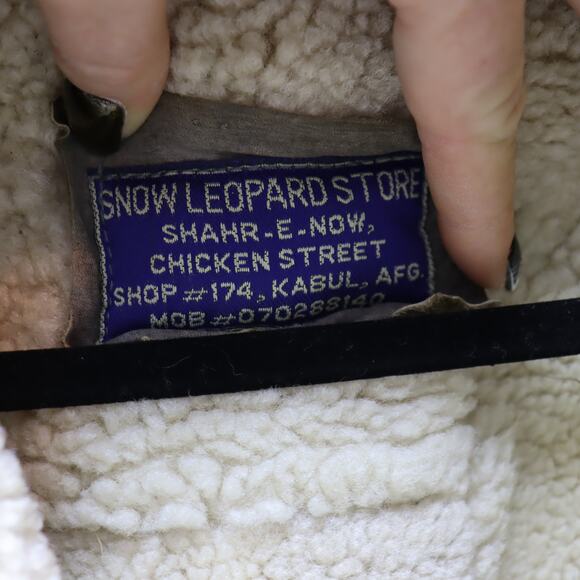 SNOW LEOPARD STORE
SHAHR-E-NOW,
CHICKEN STREET
SHOP #174, KABUL, AFG.
MOB #070288140